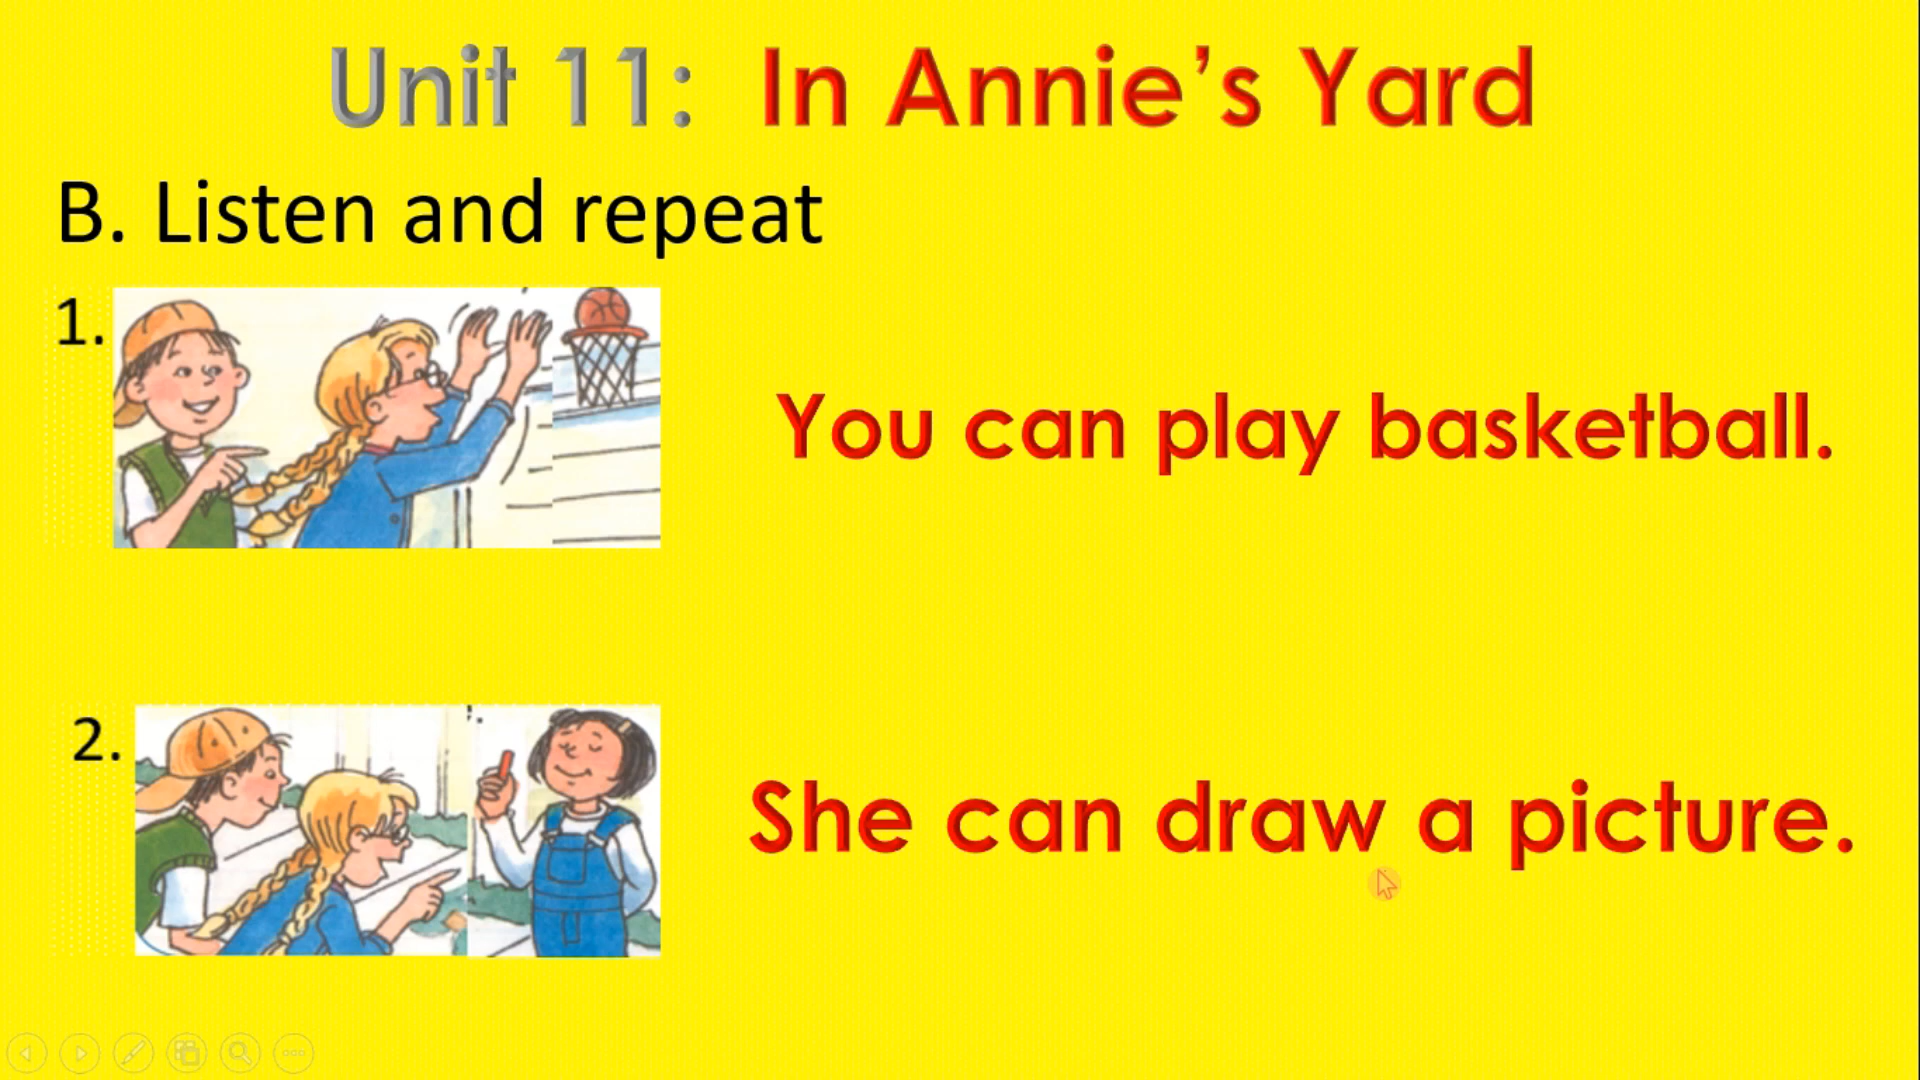 Unit 11: In Annie’s Yard
B. Listen and repeat
1.
You can play basketball.
2.
She can draw a picture.